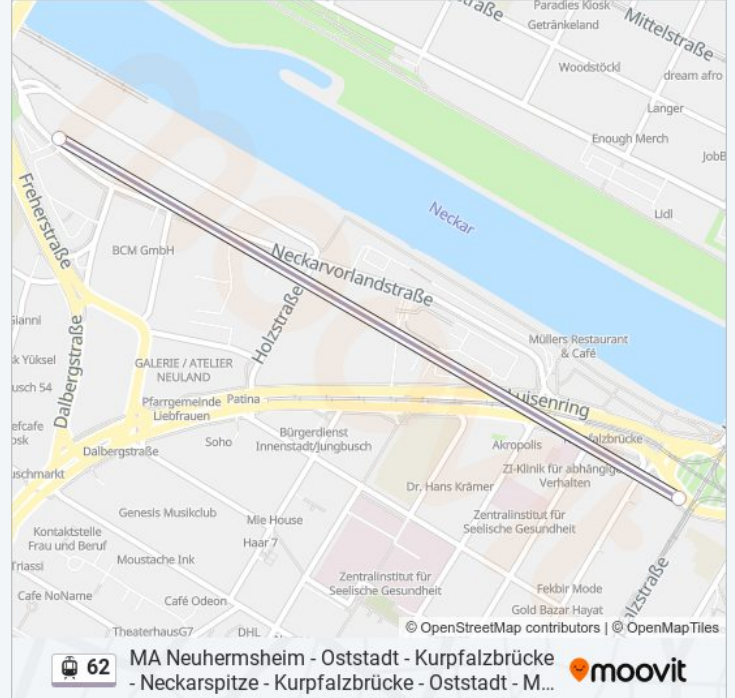 Paradies Kiosk
Getränkeland
Mittelstraße
Woodstöckl
dream afro
Langer
Enough Merch
JobB
Lidl
Neckar
Freherstraße
BCM GmbH
Neckarvorlandstraße
Holzstraße
Müllers Restaurant
& Café
GALERIE / ATELIER
NEULAND
Dalbergstraße
Pfarrgemeinde
Liebfrauen
Patina
Soho
Dalbergstraße
Bürgerdienst
Innenstadt/Jungbusch
Akropolis
ZI-Klinik für abhängige
Verhalten
Dr. Hans Krämer
Zentralinstitut für
Seelische Gesundheit
Genesis Musikclub
Mie House
Haar 7
Kontaktstelle
Frau und Beruf
Moustache Ink
Zentralinstitut für
Seelische Gesundheit
Cafe NoName
Café Odeon
Fekbir Mode
Gold Bazar Hayat
TheaterhausG7
DHL
© OpenStreetMap contributors | © OpenMapTiles
62
MA Neuhermsheim - Oststadt - Kurpfalzbrücke
- Neckarspitze - Kurpfalzbrücke - Oststadt - M...
moovit